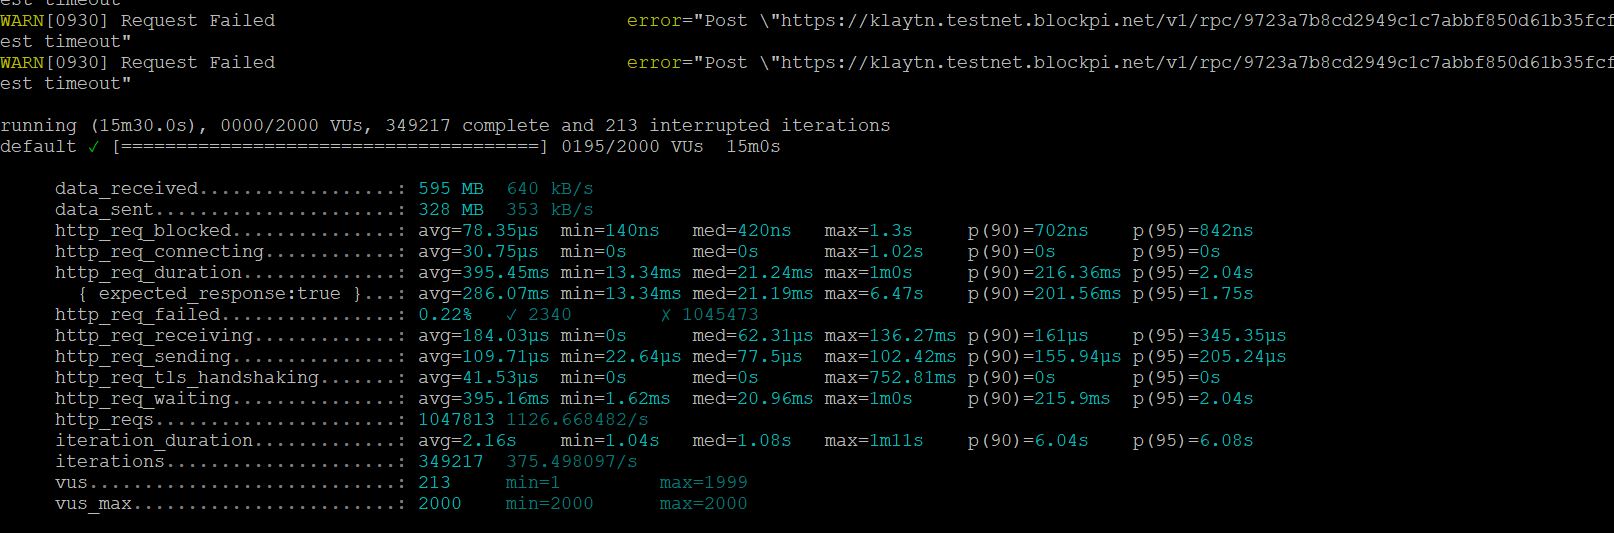 est timeout"
WARN[0930] Request Failed                                error="Post \"https://klaytn.testnet.blockpi.net/v1/rpc/9723a7b8cd2949c1c7abbf850d61b35fcf
est timeout"
WARN[0930] Request Failed                                error="Post \"https://klaytn.testnet.blockpi.net/v1/rpc/9723a7b8cd2949c1c7abbf850d61b35fcf
est timeout"
running (15m30.0s), 0000/2000 VUs, 349217 complete and 213 interrupted iterations
default ✓ [======================================] 0195/2000 VUs  15m0s
data_received..................: 595 MB  640 kB/s
data_sent......................: 328 MB  353 kB/s
http_req_blocked...............: avg=78.35µs  min=140ns   med=420ns   max=1.3s     p(90)=702ns    p(95)=842ns
http_req_connecting............: avg=30.75µs  min=0s      med=0s      max=1.02s    p(90)=0s       p(95)=0s
http_req_duration..............: avg=395.45ms min=13.34ms med=21.24ms max=1m0s     p(90)=216.36ms p(95)=2.04s
{ expected_response:true }...: avg=286.07ms min=13.34ms med=21.19ms max=6.47s    p(90)=201.56ms p(95)=1.75s
http_req_failed................: 0.22%   ✓ 2340        ✗ 1045473
http_req_receiving.............: avg=184.03µs min=0s      med=62.31µs max=136.27ms p(90)=161µs    p(95)=345.35µs
http_req_sending...............: avg=109.71µs min=22.64µs med=77.5µs  max=102.42ms p(90)=155.94µs p(95)=205.24µs
http_req_tls_handshaking.......: avg=41.53µs  min=0s      med=0s      max=752.81ms p(90)=0s       p(95)=0s
http_req_waiting...............: avg=395.16ms min=1.62ms  med=20.96ms max=1m0s     p(90)=215.9ms  p(95)=2.04s
http_reqs......................: 1047813 1126.668482/s
iteration_duration.............: avg=2.16s    min=1.04s   med=1.08s   max=1m11s    p(90)=6.04s    p(95)=6.08s
iterations.....................: 349217  375.498097/s
vus............................: 213     min=1         max=1999
vus_max........................: 2000    min=2000      max=2000